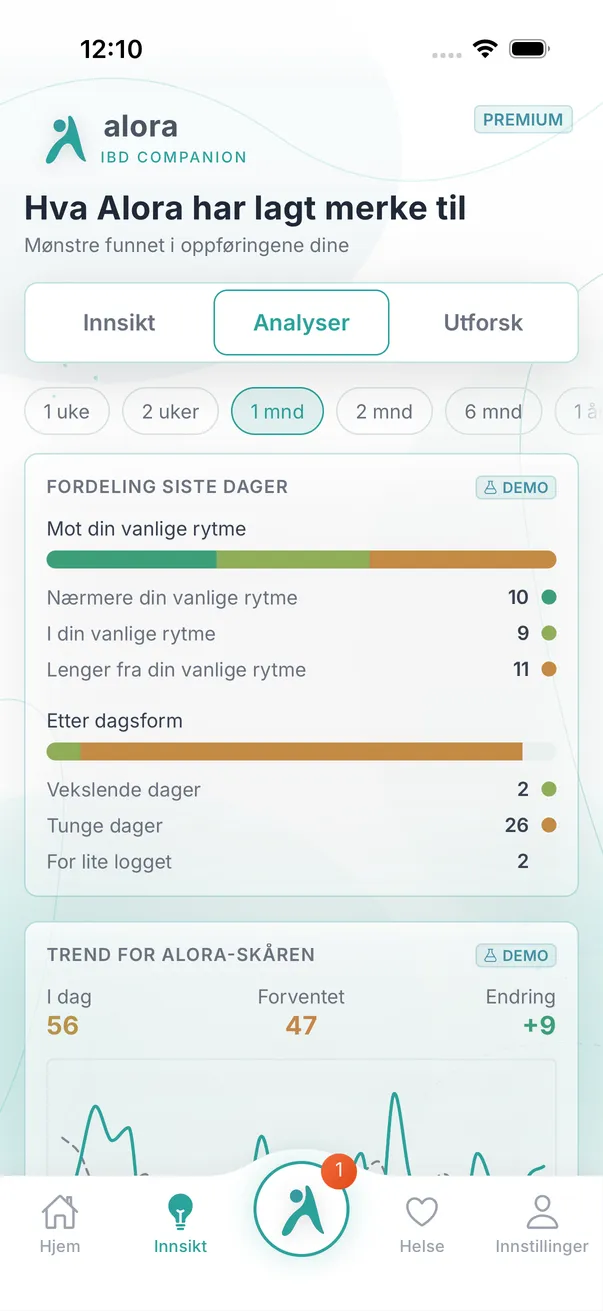 12:10
alora
IBD COMPANION
PREMIUM
Hva Alora har lagt merke til
Mønstre funnet i oppføringene dine
Innsikt Analyser Utforsk
1 uke 2 uker 1 mnd 2 mnd 6 mnd 1 å
FORDELING SISTE DAGER DEMO
Mot din vanlige rytme
Nærmere din vanlige rytme 10
I din vanlige rytme 9
Lenger fra din vanlige rytme 11
Etter dagsform
Vekslende dager 2
Tunge dager 26
For lite logget 2
TREND FOR ALORA-SKÅREN DEMO
I dag Forventet Endring
56 47 +9
1
Hjem Innsikt Helse Innstillinger